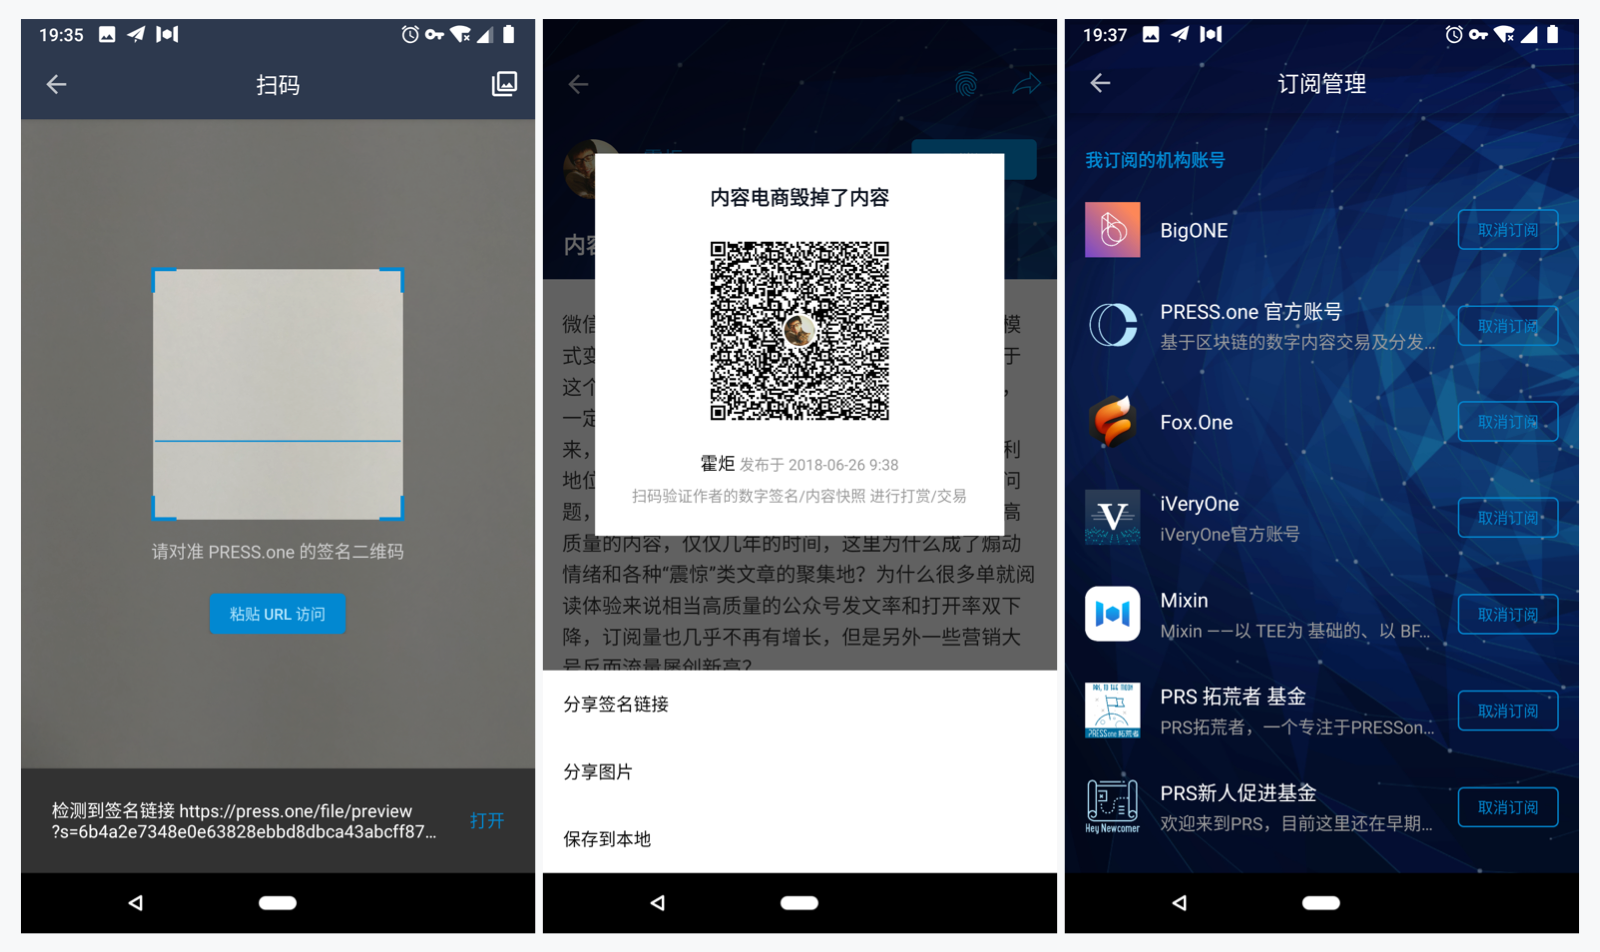 19:35
扫码
请对准 PRESS.one 的签名二维码
粘贴 URL 访问
检测到签名链接 https://press.one/file/preview
?s=6b4a2e7348e0e63828ebbd8dbca43abcff87...
打开
内容电商毁掉了内容
霍炬 发布于 2018-06-26 9:38
扫码验证作者的数字签名/内容快照 进行打赏/交易
内容
微信 模
式变 于
这个 ，
一定
来， 利
地位 问
题， 高
质量的内容，仅仅几年的时间，这里为什么成了煽动
情绪和各种“震惊”类文章的聚集地？为什么很多单就阅
读体验来说相当高质量的公众号发文率和打开率双下
降，订阅量也几乎不再有增长，但是另外一些营销大
号反而流量屡创新高？
分享签名链接
分享图片
保存到本地
19:37
订阅管理
我订阅的机构账号
BigONE
取消订阅
PRESS.one 官方账号
基于区块链的数字内容交易及分发...
取消订阅
Fox.One
取消订阅
iVeryOne
iVeryOne官方账号
取消订阅
Mixin
Mixin ——以 TEE为 基础的、以 BF...
取消订阅
PRS 拓荒者 基金
PRS拓荒者，一个专注于PRESSon...
取消订阅
PRESSone 拓荒者
PRS新人促进基金
欢迎来到PRS，目前这里还在早期...
取消订阅
Hey Newcomer